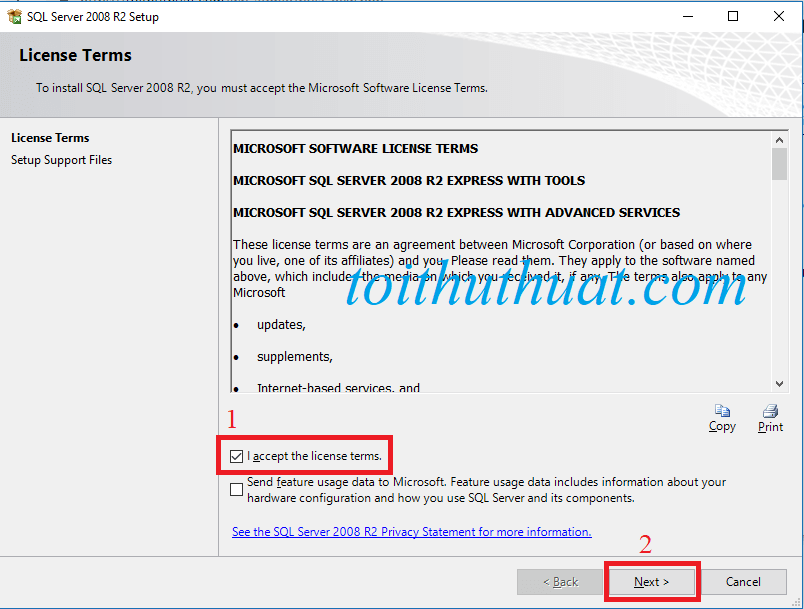 SQL Server 2008 R2 Setup
License Terms
To install SQL Server 2008 R2, you must accept the Microsoft Software License Terms.
License Terms
Setup Support Files
MICROSOFT SOFTWARE LICENSE TERMS
MICROSOFT SQL SERVER 2008 R2 EXPRESS WITH TOOLS
MICROSOFT SQL SERVER 2008 R2 EXPRESS WITH ADVANCED SERVICES
These license terms are an agreement between Microsoft Corporation (or based on where
you live, one of its affiliates) and you. Please read them. They apply to the software named
above, which includes the media on which you received it, if any. The terms also apply to any
Microsoft
toithuthuat.com
• updates,
• supplements,
• Internet-based services, and
Copy
Print
1
I accept the license terms.
Send feature usage data to Microsoft. Feature usage data includes information about your
hardware configuration and how you use SQL Server and its components.
See the SQL Server 2008 R2 Privacy Statement for more information.
2
< Back
Next >
Cancel